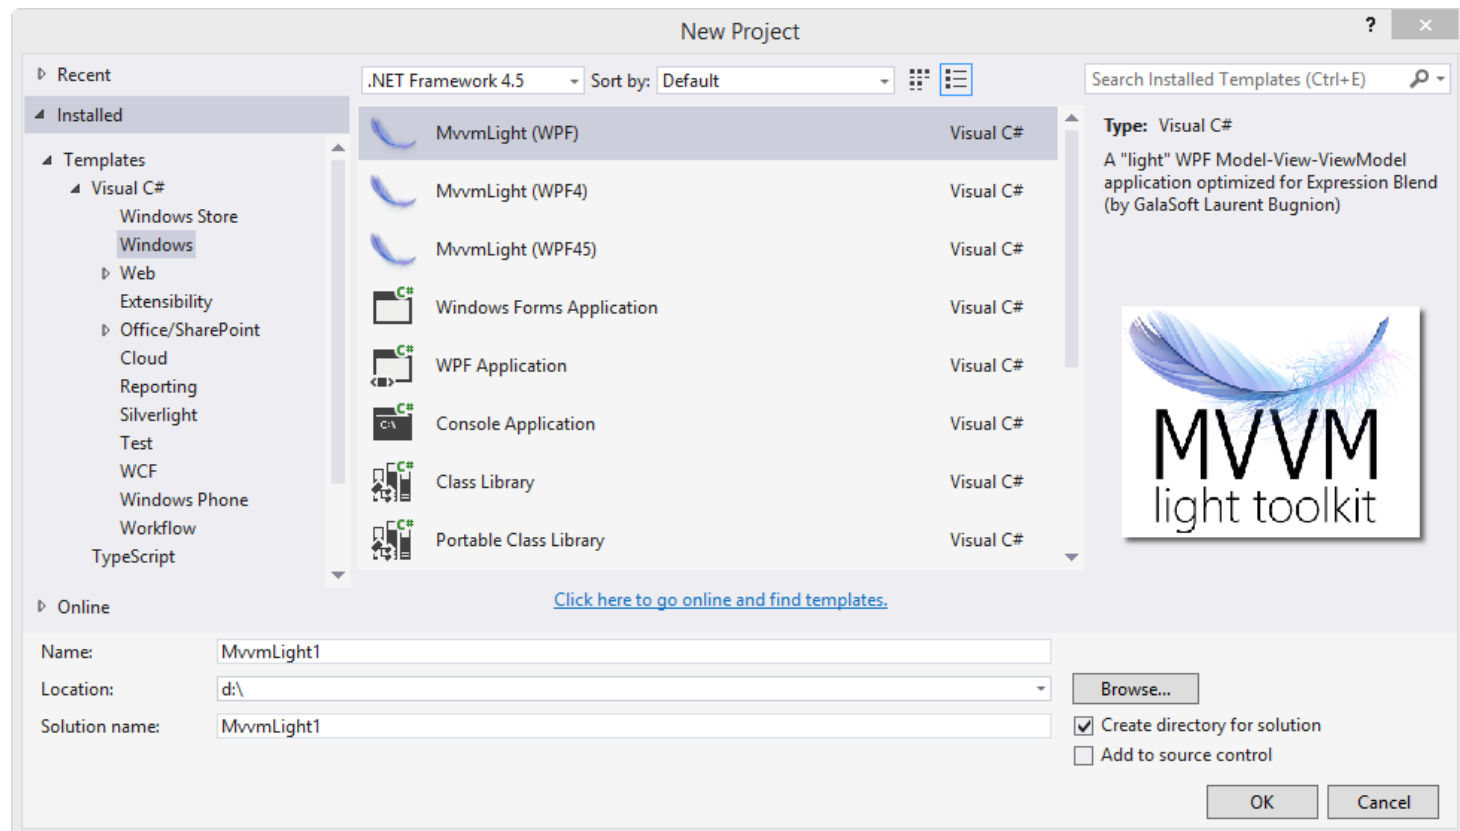 New Project
?
Recent
.NET Framework 4.5
Sort by:
Default
Search Installed Templates (Ctrl+E)
Installed
Templates
Visual C#
Windows Store
Windows
Web
Extensibility
Office/SharePoint
Cloud
Reporting
Silverlight
Test
WCF
Windows Phone
Workflow
TypeScript
Online
MvvmLight (WPF) Visual C#
MvvmLight (WPF4) Visual C#
MvvmLight (WPF45) Visual C#
C#
Windows Forms Application Visual C#
C#
WPF Application Visual C#
C#
C:\
Console Application Visual C#
C#
Class Library Visual C#
C#
Portable Class Library Visual C#
Click here to go online and find templates.
Type: Visual C#
A "light" WPF Model-View-ViewModel
application optimized for Expression Blend
(by GalaSoft Laurent Bugnion)
MVVM
light toolkit
Name: MvvmLight1
Location: d:\
Browse...
Solution name: MvvmLight1
Create directory for solution
Add to source control
OK
Cancel